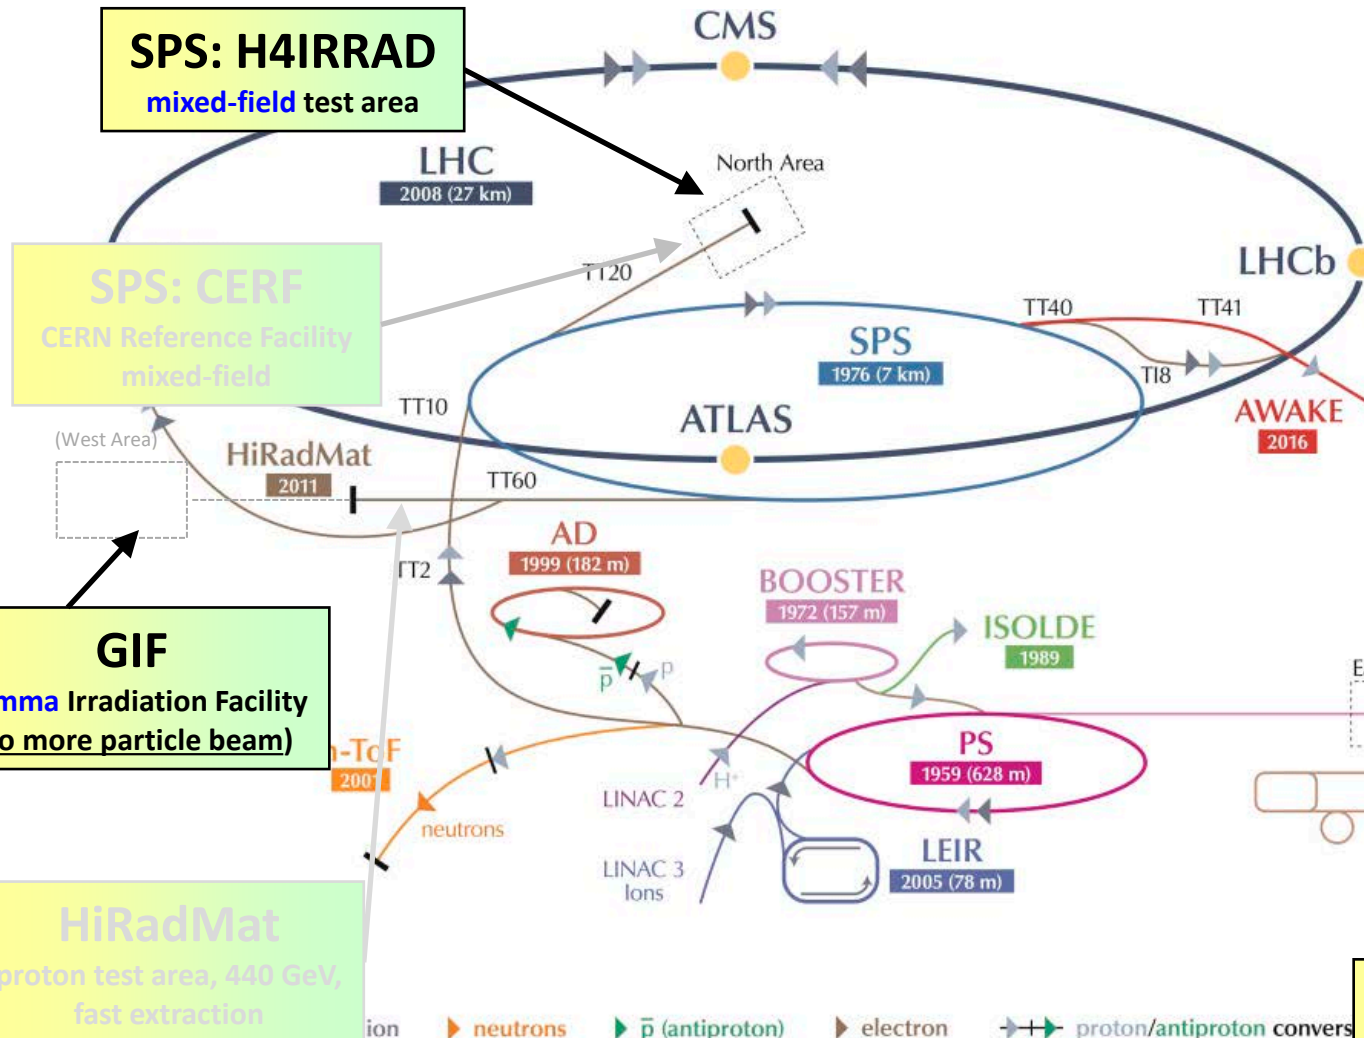 SPS: H4IRRAD
mixed-field test area
CMS
LHC
2008 (27 km)
North Area
SPS: CERF
CERN Reference Facility
mixed-field
TT20
LHCb
TT40
TT41
SPS
1976 (7 km)
TI8
TT10
ATLAS
AWAKE
2016
(West Area)
HiRadMat
2011
TT60
AD
1999 (182 m)
TT2
BOOSTER
1972 (157 m)
ISOLDE
1989
p̅
p
GIF
mma Irradiation Facility
o more particle beam)
n-ToF
2001
neutrons
H⁺
LINAC 2
PS
1959 (628 m)
LINAC 3
Ions
LEIR
2005 (78 m)
HiRadMat
proton test area, 440 GeV,
fast extraction
ion
neutrons
p̅ (antiproton)
electron
proton/antiproton convers